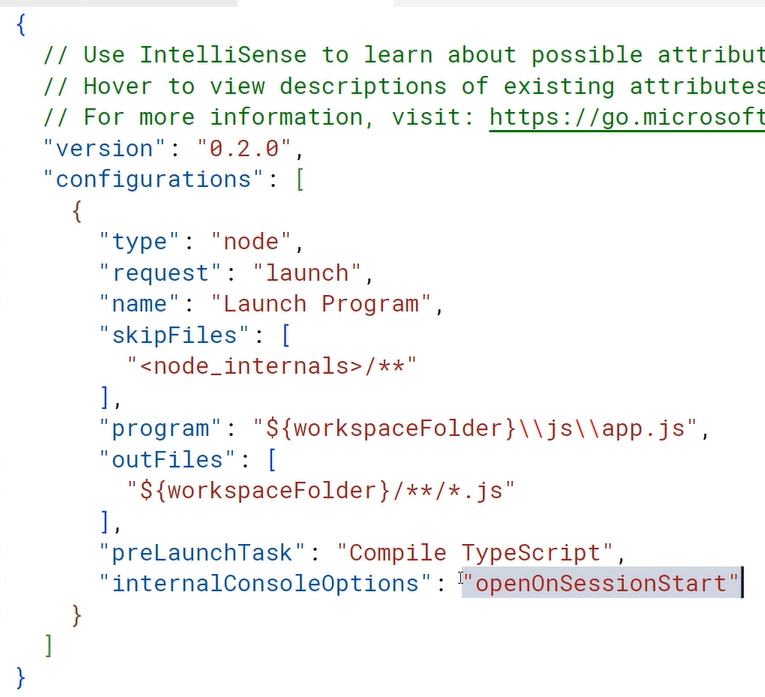 {
  // Use IntelliSense to learn about possible attribut
  // Hover to view descriptions of existing attributes
  // For more information, visit: https://go.microsoft
  "version": "0.2.0",
  "configurations": [
    {
      "type": "node",
      "request": "launch",
      "name": "Launch Program",
      "skipFiles": [
        "<node_internals>/**"
      ],
      "program": "${workspaceFolder}\\js\\app.js",
      "outFiles": [
        "${workspaceFolder}/**/*.js"
      ],
      "preLaunchTask": "Compile TypeScript",
      "internalConsoleOptions": "openOnSessionStart"
    }
  ]
}